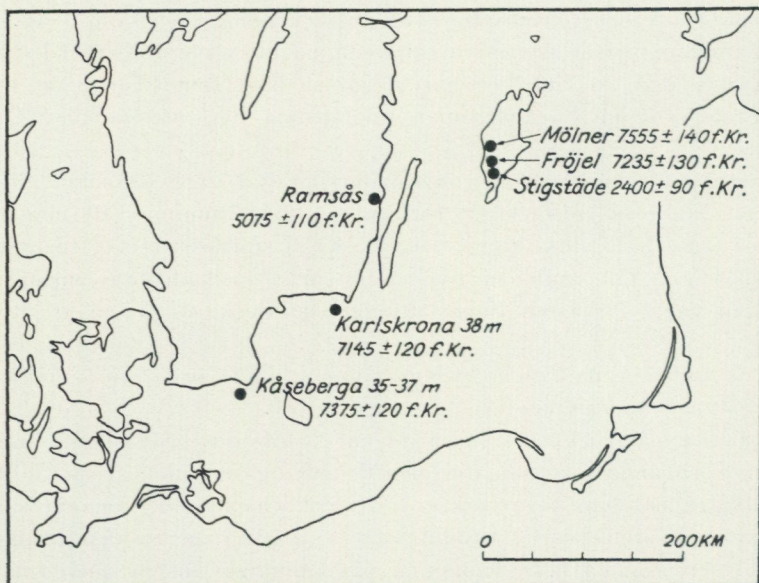 Mölner 7555 ± 140 f.Kr.
Fröjel 7235 ± 130 f.Kr.
Stigstäde 2400 ± 90 f.Kr.
Ramsås
5075 ± 110 f.Kr.
Karlskrona 38 m
7145 ± 120 f.Kr.
Kåseberga 35-37 m
7375 ± 120 f.Kr.
0 200 KM